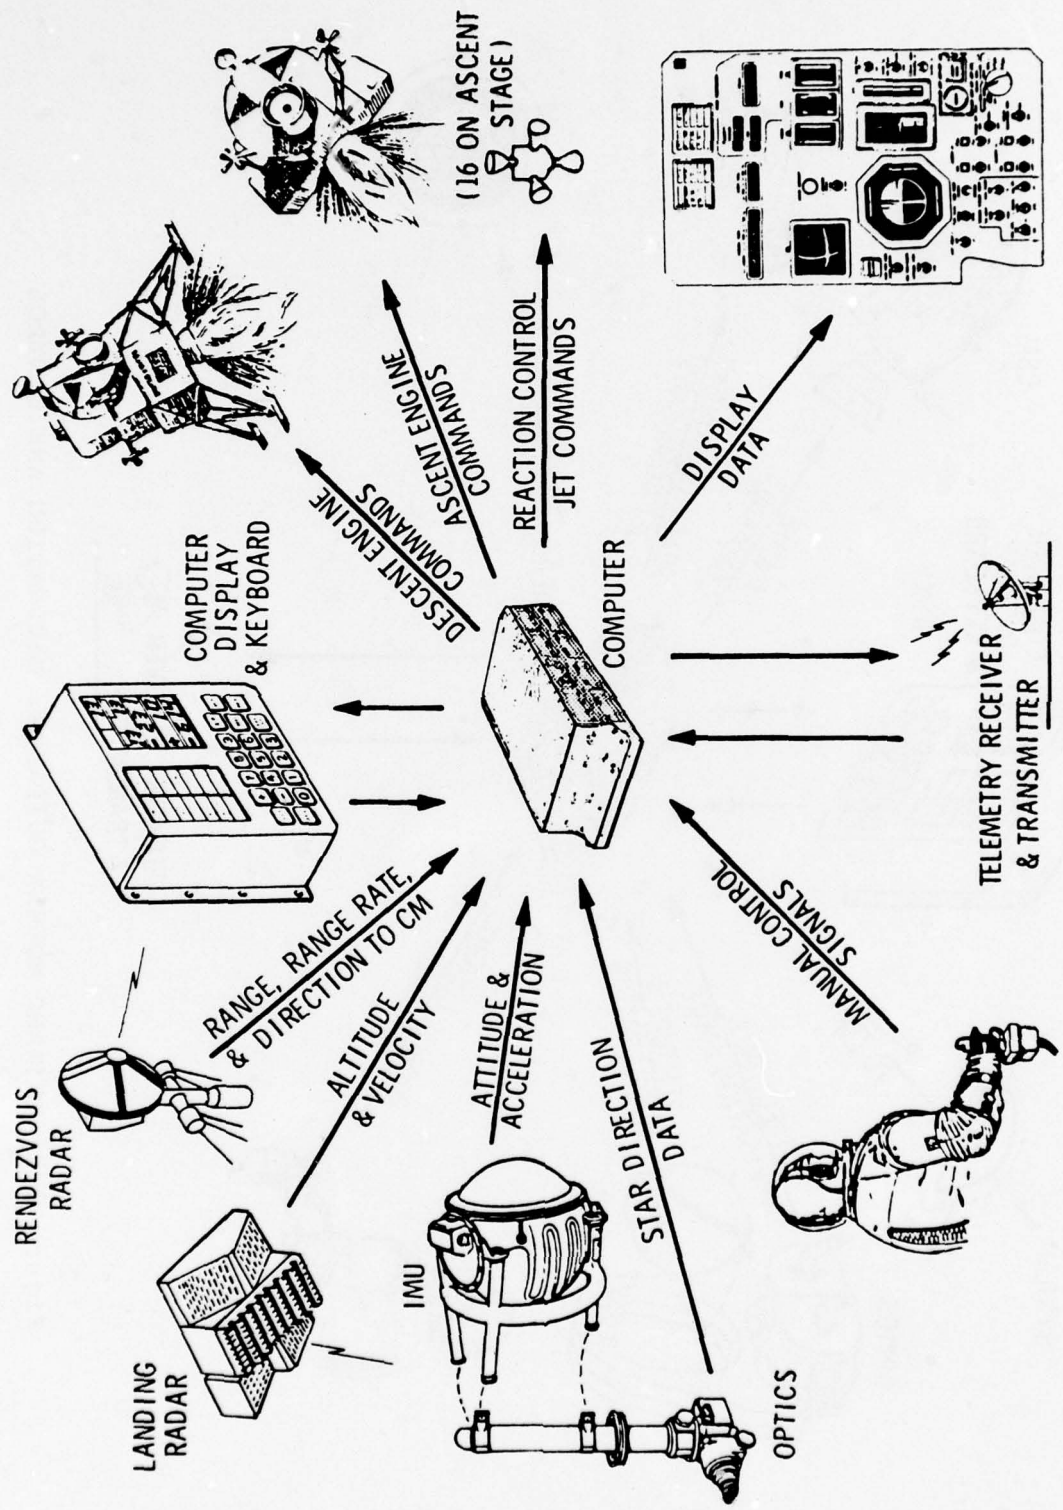 LANDING
RADAR
RENDEZVOUS
RADAR
COMPUTER
DISPLAY
& KEYBOARD
RANGE, RANGE RATE,
& DIRECTION TO CM
ALTITUDE
& VELOCITY
IMU
ATTITUDE &
ACCELERATION
STAR DIRECTION
DATA
OPTICS
MANUAL CONTROL
SIGNALS
COMPUTER
TELEMETRY RECEIVER
& TRANSMITTER
DESCENT ENGINE
COMMANDS
ASCENT ENGINE
COMMANDS
(16 ON ASCENT
STAGE)
REACTION CONTROL
JET COMMANDS
DISPLAY
DATA